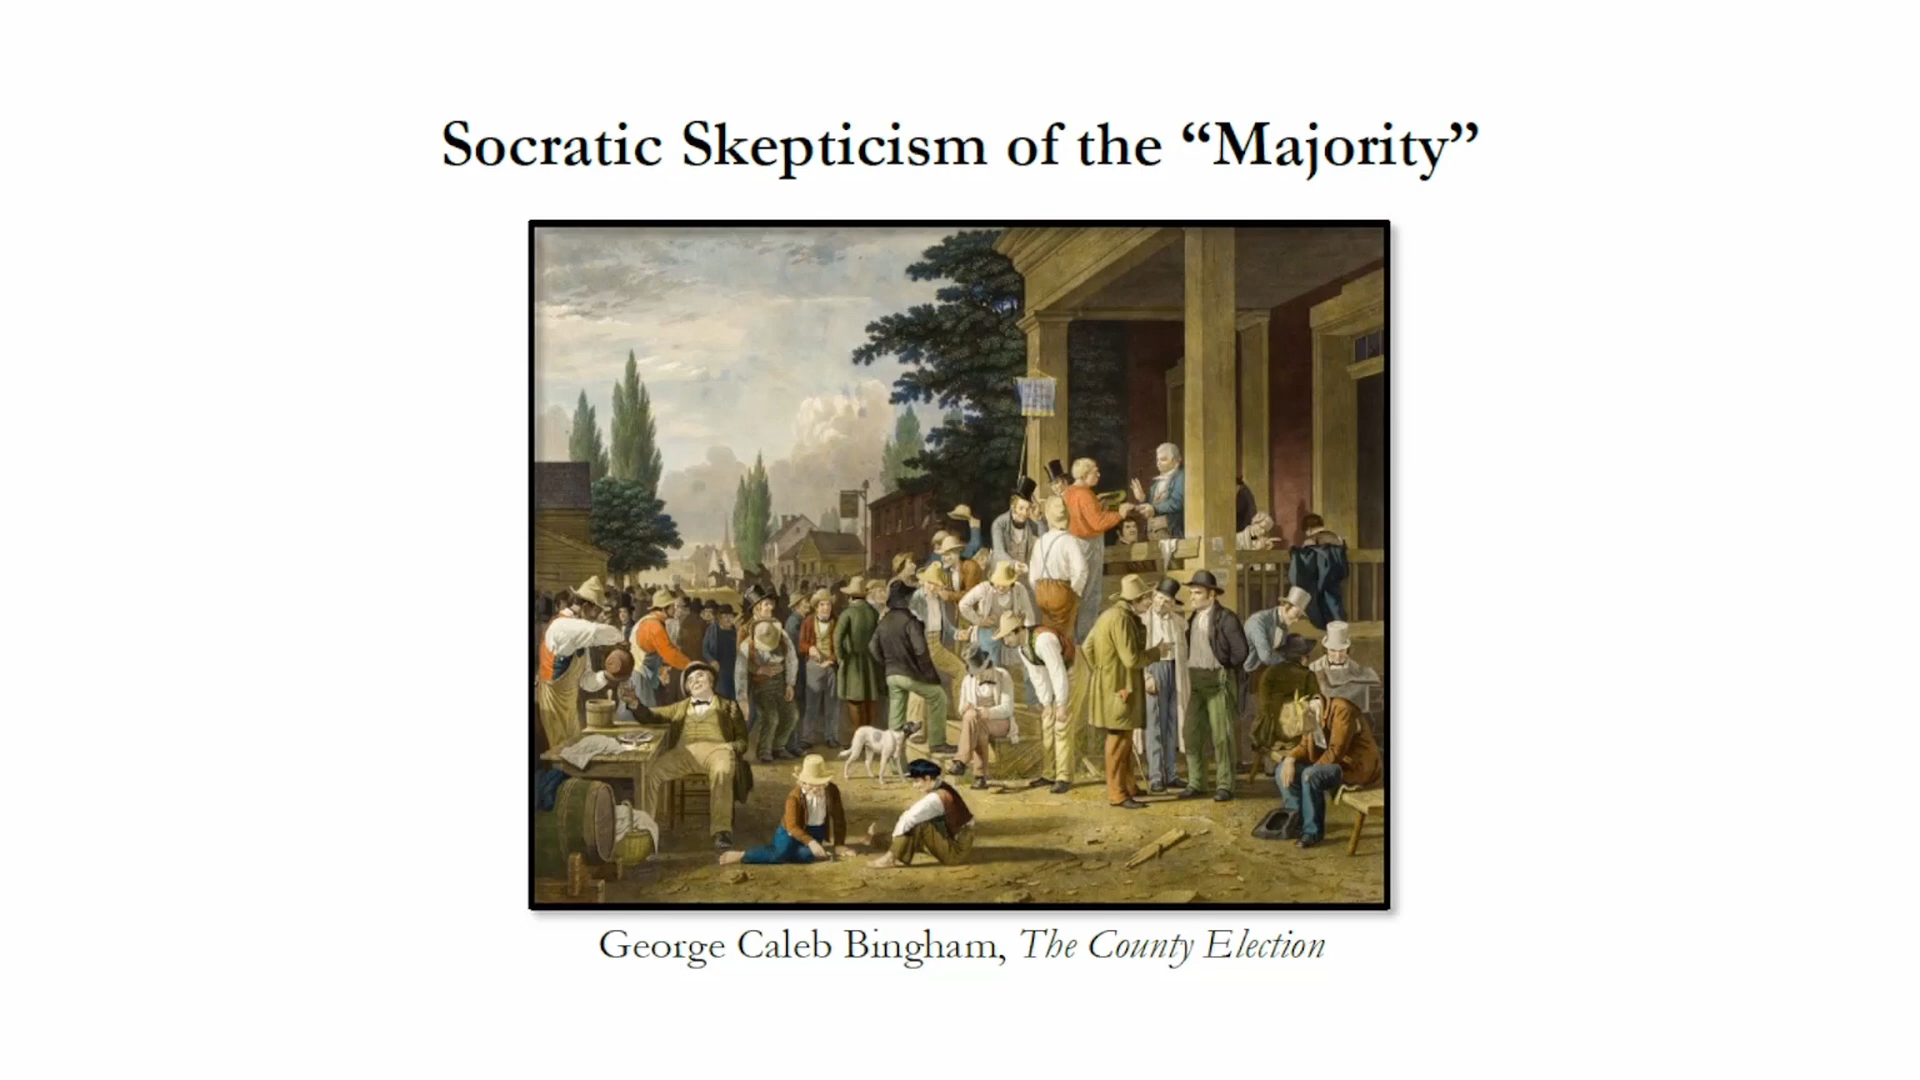 Socratic Skepticism of the “Majority”
George Caleb Bingham, The County Election